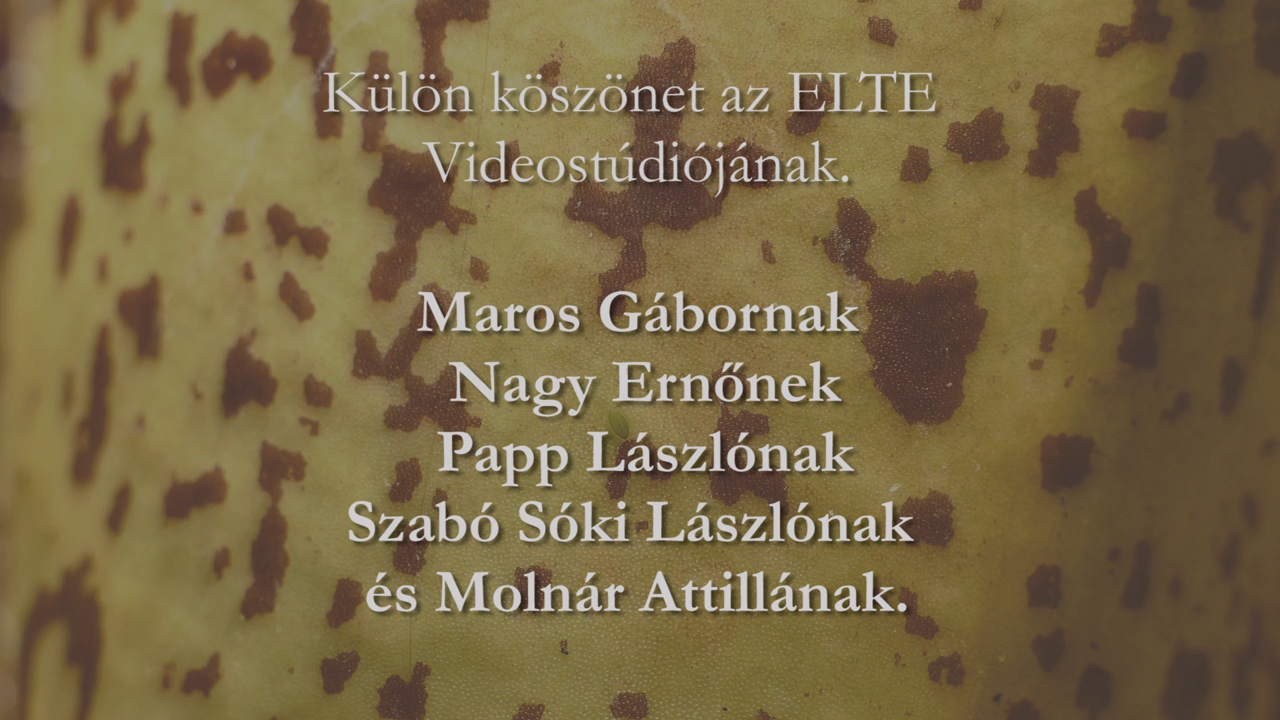 Külön köszönet az ELTE
Videostúdiójának.
Maros Gábornak
Nagy Ernőnek
Papp Lászlónak
Szabó Sóki Lászlónak
és Molnár Attillának.